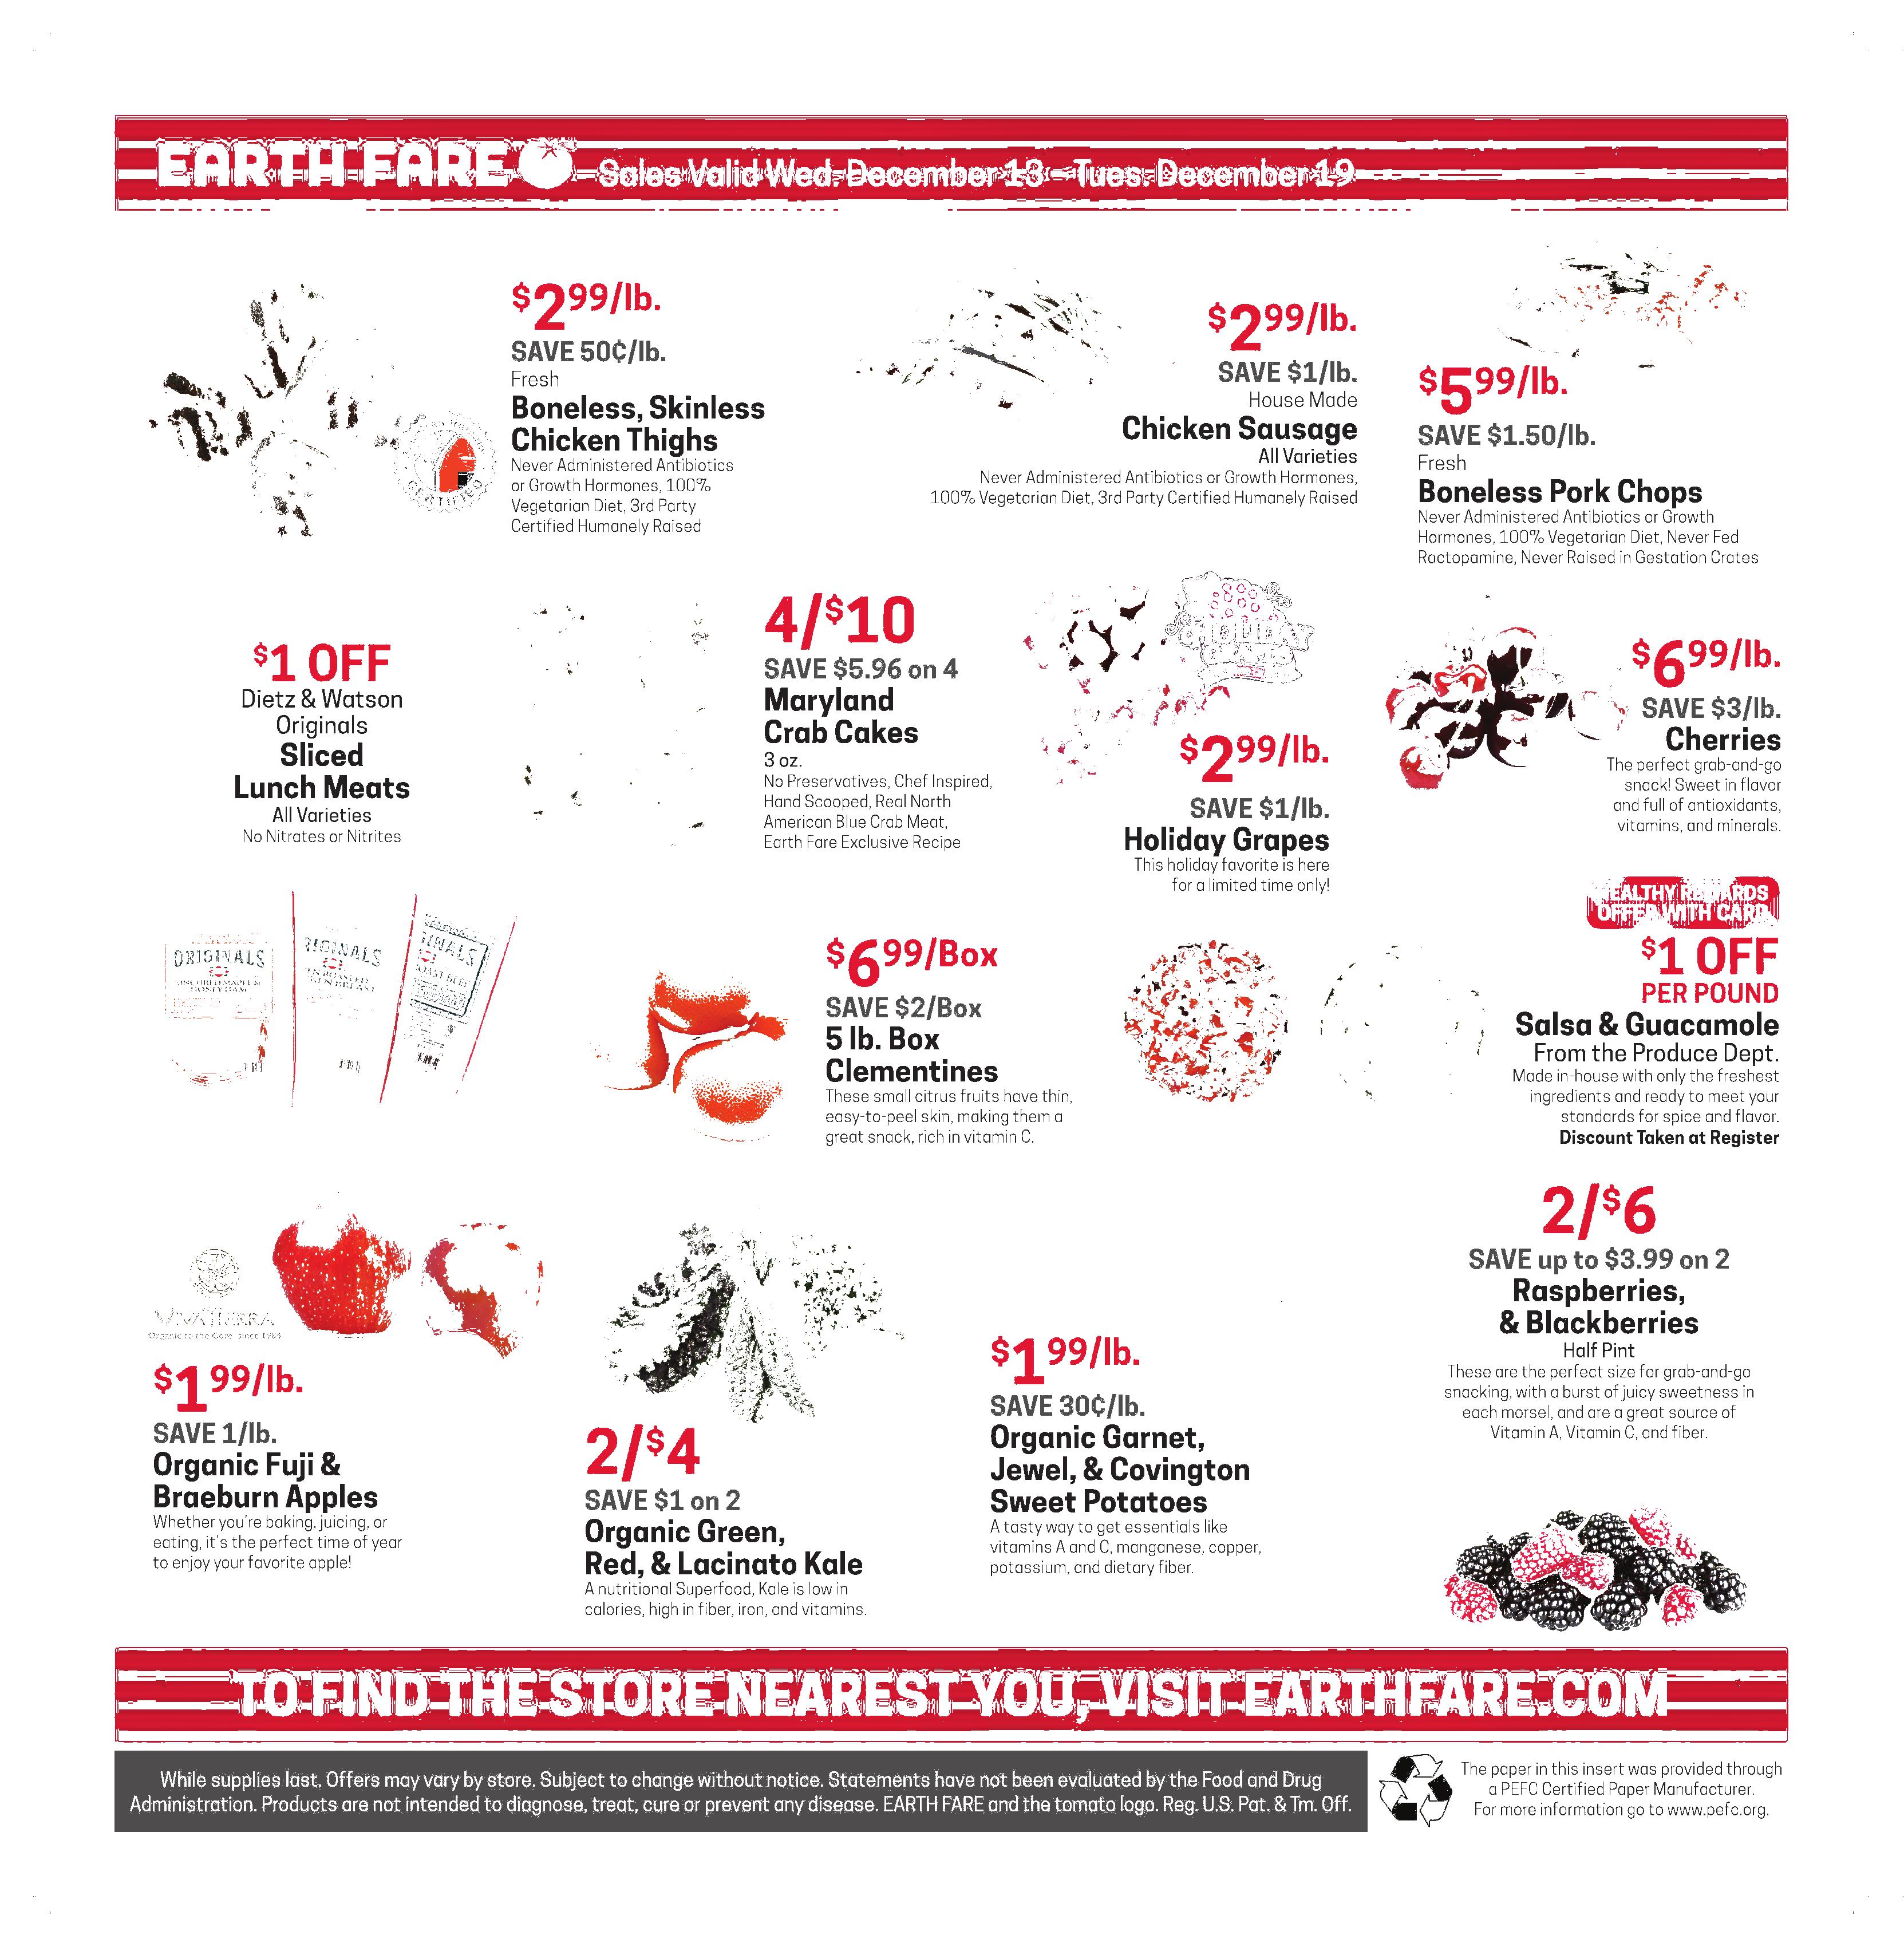 EARTH FARE Sales Valid Wed. December 13 - Tues. December 19
$2.99/lb.
SAVE 50¢/lb.
Fresh
Boneless, Skinless
Chicken Thighs
Never Administered Antibiotics
or Growth Hormones, 100%
Vegetarian Diet, 3rd Party
Certified Humanely Raised
CERTIFIED
$2.99/lb.
SAVE $1/lb.
House Made
Chicken Sausage
All Varieties
Never Administered Antibiotics or Growth Hormones,
100% Vegetarian Diet, 3rd Party Certified Humanely Raised
$5.99/lb.
SAVE $1.50/lb.
Fresh
Boneless Pork Chops
Never Administered Antibiotics or Growth
Hormones, 100% Vegetarian Diet, Never Fed
Ractopamine, Never Raised in Gestation Crates
$1 OFF
Dietz & Watson
Originals
Sliced
Lunch Meats
All Varieties
No Nitrates or Nitrites
4/$10
SAVE $5.96 on 4
Maryland
Crab Cakes
3 oz.
No Preservatives, Chef Inspired,
Hand Scooped, Real North
American Blue Crab Meat,
Earth Fare Exclusive Recipe
HOLIDAY
$2.99/lb.
SAVE $1/lb.
Holiday Grapes
This holiday favorite is here
for a limited time only!
$6.99/lb.
SAVE $3/lb.
Cherries
The perfect grab-and-go
snack! Sweet in flavor
and full of antioxidants,
vitamins, and minerals.
ORIGINALS
ORIGINALS
ORIGINALS
$6.99/Box
SAVE $2/Box
5 lb. Box
Clementines
These small citrus fruits have thin,
easy-to-peel skin, making them a
great snack, rich in vitamin C.
HEALTHY REWARDS
OFFER WITH CARD
$1 OFF
PER POUND
Salsa & Guacamole
From the Produce Dept.
Made in-house with only the freshest
ingredients and ready to meet your
standards for spice and flavor.
Discount Taken at Register
VIVATIERRA
Organic to the Core since 1984
$1.99/lb.
SAVE 1/lb.
Organic Fuji &
Braeburn Apples
Whether you're baking, juicing, or
eating, it's the perfect time of year
to enjoy your favorite apple!
2/$4
SAVE $1 on 2
Organic Green,
Red, & Lacinato Kale
A nutritional Superfood, Kale is low in
calories, high in fiber, iron, and vitamins.
$1.99/lb.
SAVE 30¢/lb.
Organic Garnet,
Jewel, & Covington
Sweet Potatoes
A tasty way to get essentials like
vitamins A and C, manganese, copper,
potassium, and dietary fiber.
2/$6
SAVE up to $3.99 on 2
Raspberries,
& Blackberries
Half Pint
These are the perfect size for grab-and-go
snacking, with a burst of juicy sweetness in
each morsel, and are a great source of
Vitamin A, Vitamin C, and fiber.
TO FIND THE STORE NEAREST YOU, VISIT EARTHFARE.COM
While supplies last. Offers may vary by store. Subject to change without notice. Statements have not been evaluated by the Food and Drug
Administration. Products are not intended to diagnose, treat, cure or prevent any disease. EARTH FARE and the tomato logo. Reg. U.S. Pat. & Tm. Off.
The paper in this insert was provided through
a PEFC Certified Paper Manufacturer.
For more information go to www.pefc.org.